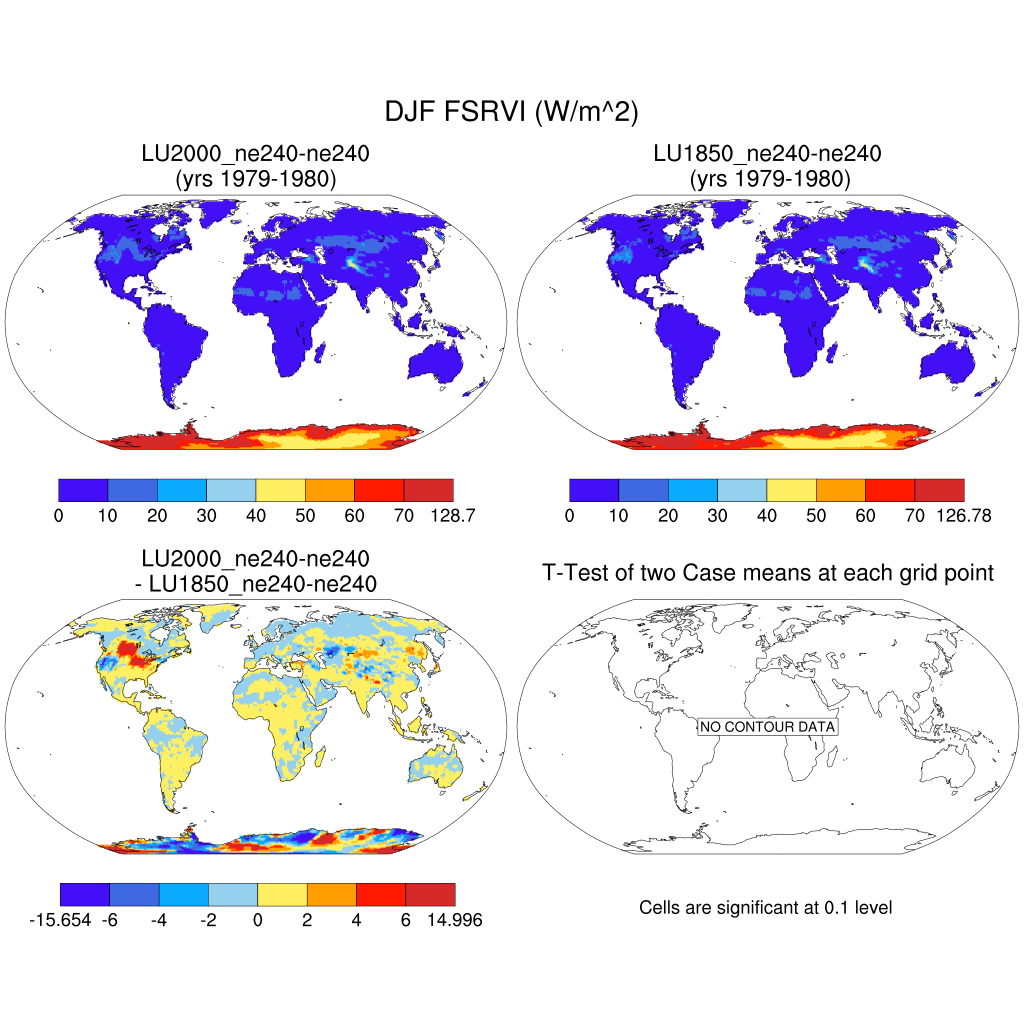 DJF FSRVI (W/m^2)
LU2000_ne240-ne240
(yrs 1979-1980)
LU1850_ne240-ne240
(yrs 1979-1980)
0 10 20 30 40 50 60 70 128.7
0 10 20 30 40 50 60 70 126.78
LU2000_ne240-ne240
- LU1850_ne240-ne240
T-Test of two Case means at each grid point
NO CONTOUR DATA
-15.654 -6 -4 -2 0 2 4 6 14.996
Cells are significant at 0.1 level